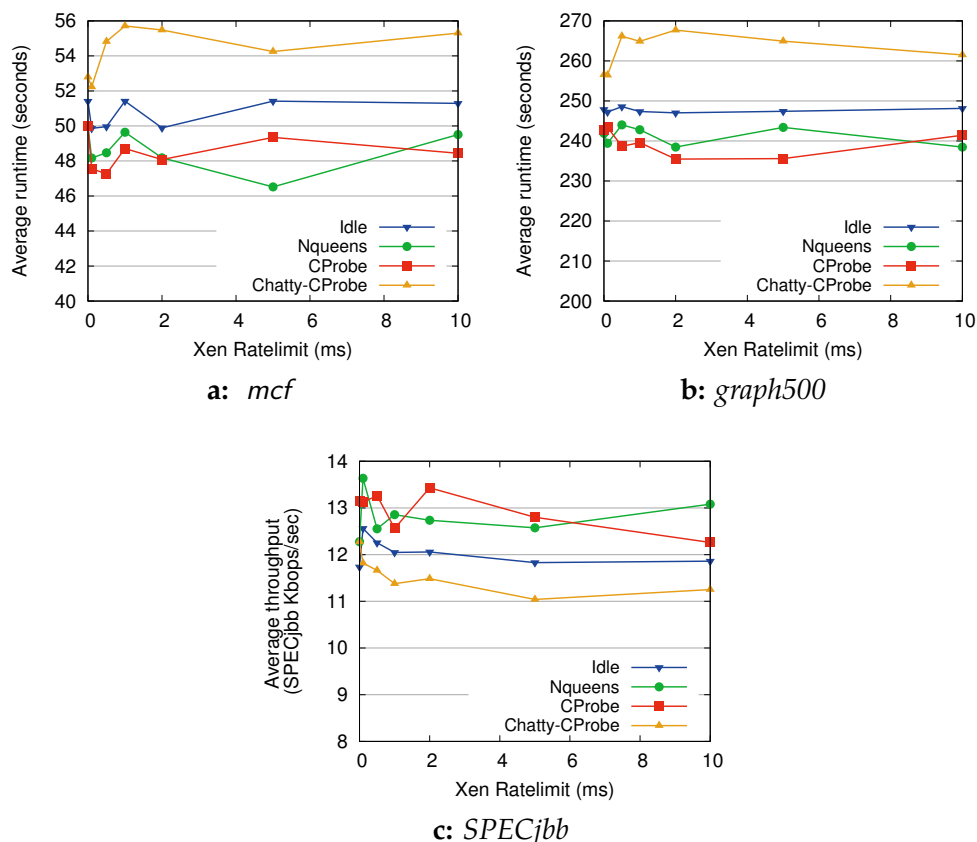 56
54
52
50
48
46
44
42
40
Average runtime (seconds)
Idle
Nqueens
CProbe
Chatty-CProbe
0 2 4 6 8 10
Xen Ratelimit (ms)
a: mcf
270
260
250
240
230
220
210
200
Average runtime (seconds)
Idle
Nqueens
CProbe
Chatty-CProbe
0 2 4 6 8 10
Xen Ratelimit (ms)
b: graph500
14
13
12
11
10
9
8
Average throughput
(SPECjbb Kbops/sec)
Idle
Nqueens
CProbe
Chatty-CProbe
0 2 4 6 8 10
Xen Ratelimit (ms)
c: SPECjbb